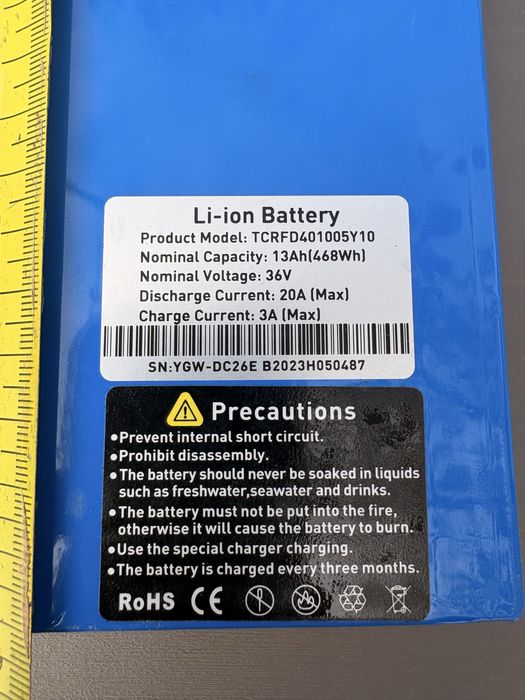 Li-ion Battery
Product Model: TCRFD401005Y10
Nominal Capacity: 13Ah(468Wh)
Nominal Voltage: 36V
Discharge Current: 20A (Max)
Charge Current: 3A (Max)
SN:YGW-DC26E B2023H050487
Precautions
•Prevent internal short circuit.
•Prohibit disassembly.
•The battery should never be soaked in liquids
such as freshwater,seawater and drinks.
•The battery must not be put into the fire,
otherwise it will cause the battery to burn.
•Use the special charger charging.
•The battery is charged every three months.
RoHS CE